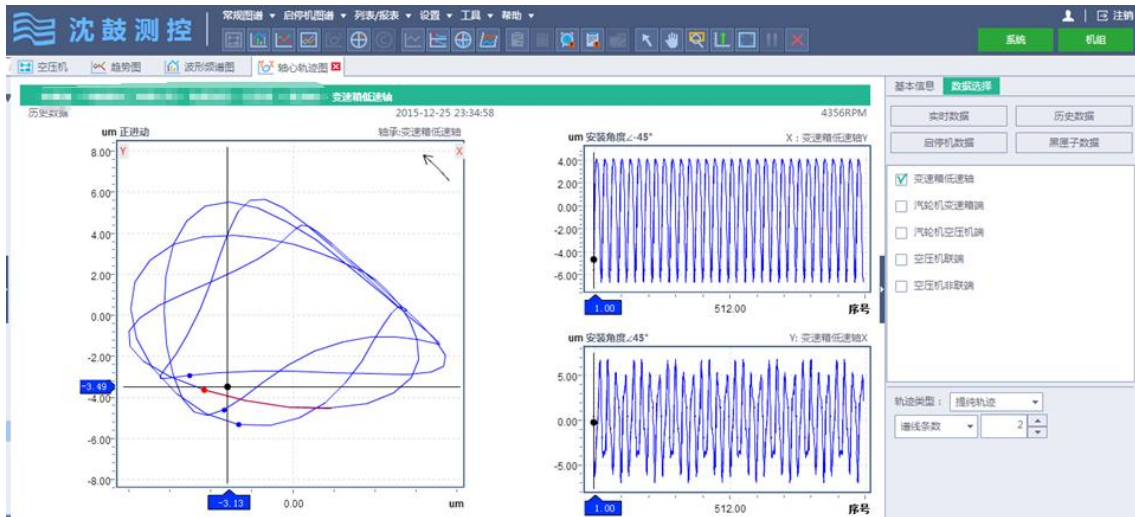 沈鼓测控
常规图谱 启停机图谱 列表/报表 设置 工具 帮助
注销
系统 机组
空压机 趋势图 波形频谱图 轴心轨迹图
变速箱低速轴
历史数据 2015-12-25 23:34:58 4356RPM
um 正进动 轴承:变速箱低速轴
Y X
8.00
6.00
4.00
2.00
0.00
-2.00
-3.49
-4.00
-6.00
-8.00
-3.13 0.00 um
um 安装角度∠-45° X：变速箱低速轴Y
4.00
2.00
0.00
-2.00
-4.00
-6.00
1.00 512.00 序号
um 安装角度∠45° Y: 变速箱低速轴X
5.00
0.00
-5.00
1.00 512.00 序号
基本信息 数据选择
实时数据 历史数据
启停机数据 黑匣子数据
变速箱低速轴
汽轮机变速箱端
汽轮机空压机端
空压机联端
空压机非联端
轨迹类型： 提纯轨迹
谱线条数 2